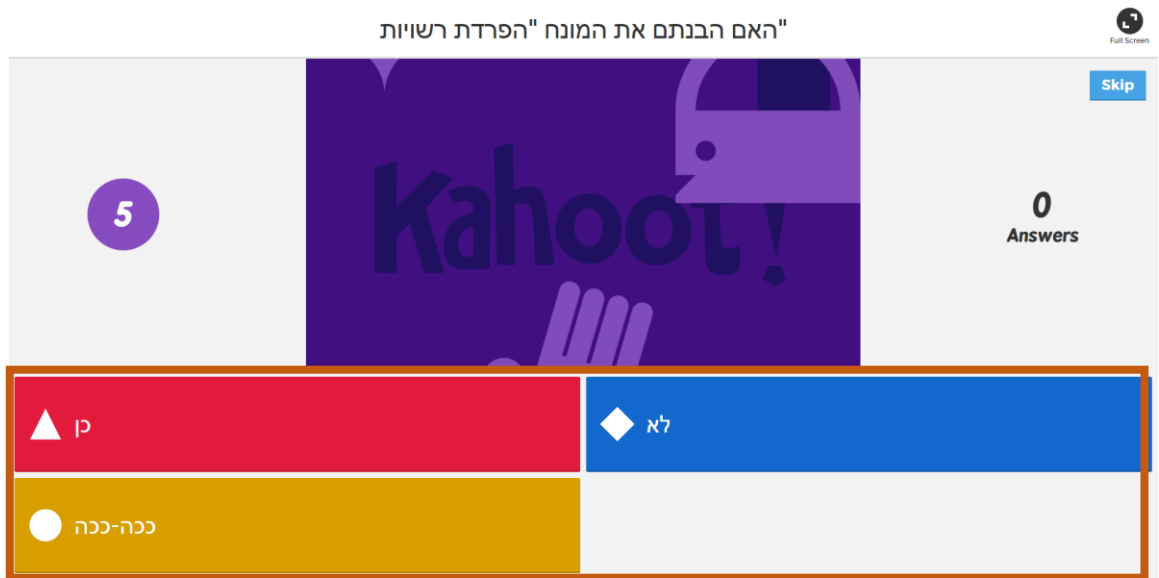 האם הבנתם את המונח "הפרדת רשויות"
Full Screen
Skip
5
Kahoot!
0
Answers
כן
לא
ככה-ככה